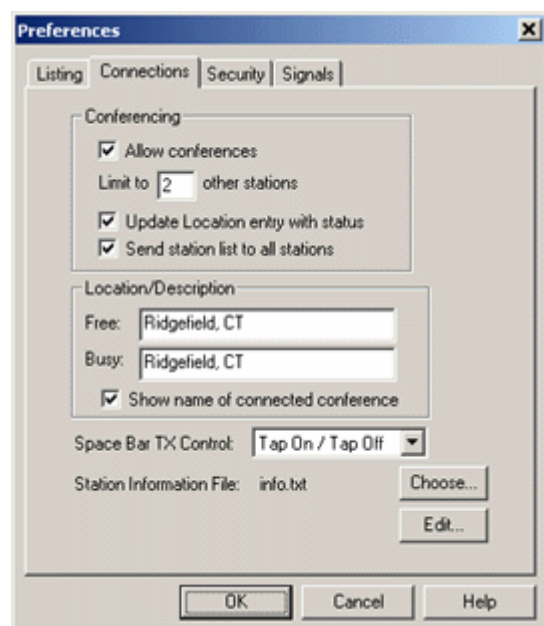 Preferences
Listing Connections Security Signals
Conferencing
Allow conferences
Limit to 2 other stations
Update Location entry with status
Send station list to all stations
Location/Description
Free: Ridgefield, CT
Busy: Ridgefield, CT
Show name of connected conference
Space Bar TX Control: Tap On / Tap Off
Station Information File: info.txt Choose...
Edit...
OK Cancel Help